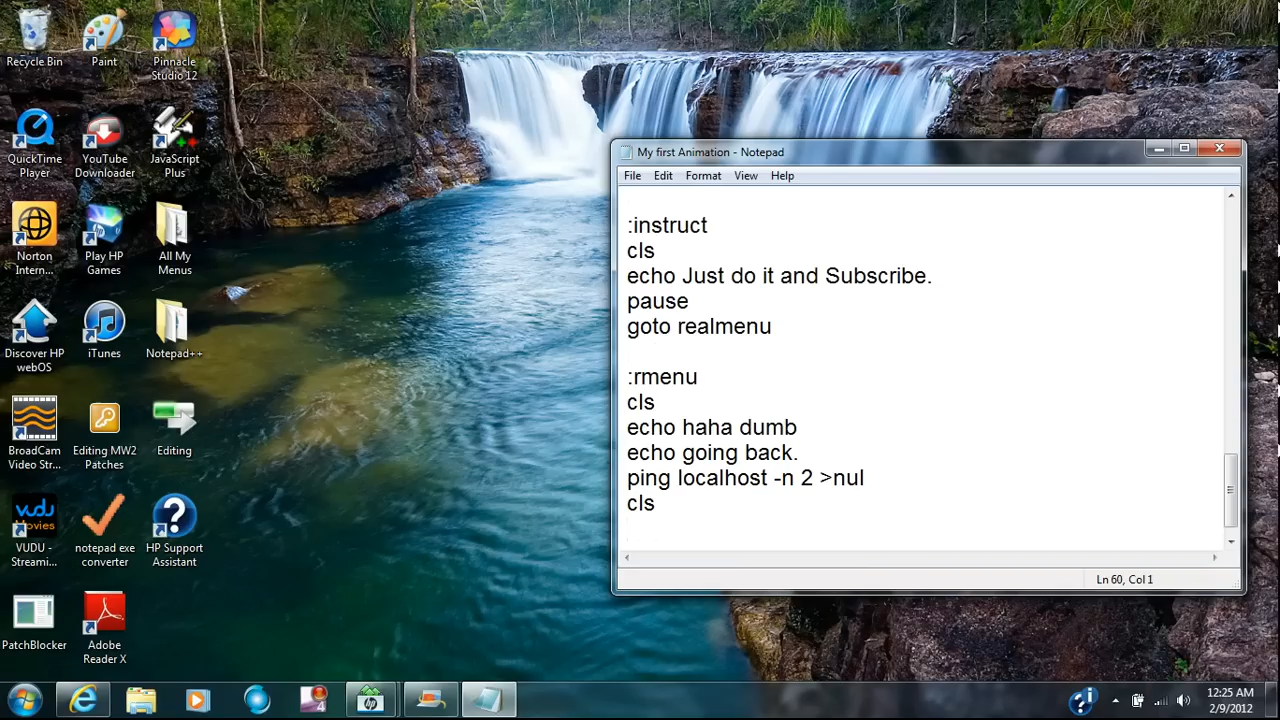 Recycle Bin
Paint
Pinnacle
Studio 12
QuickTime
Player
YouTube
Downloader
JavaScript
Plus
Norton
Intern...
Play HP
Games
All My
Menus
Discover HP
webOS
iTunes
Notepad++
BroadCam
Video Str...
Editing MW2
Patches
Editing
vudu
Movies
VUDU -
Streami...
notepad exe
converter
HP Support
Assistant
PatchBlocker
Adobe
Reader X
My first Animation - Notepad
File Edit Format View Help
:instruct
cls
echo Just do it and Subscribe.
pause
goto realmenu
:rmenu
cls
echo haha dumb
echo going back.
ping localhost -n 2 >nul
cls
Ln 60, Col 1
12:25 AM
2/9/2012